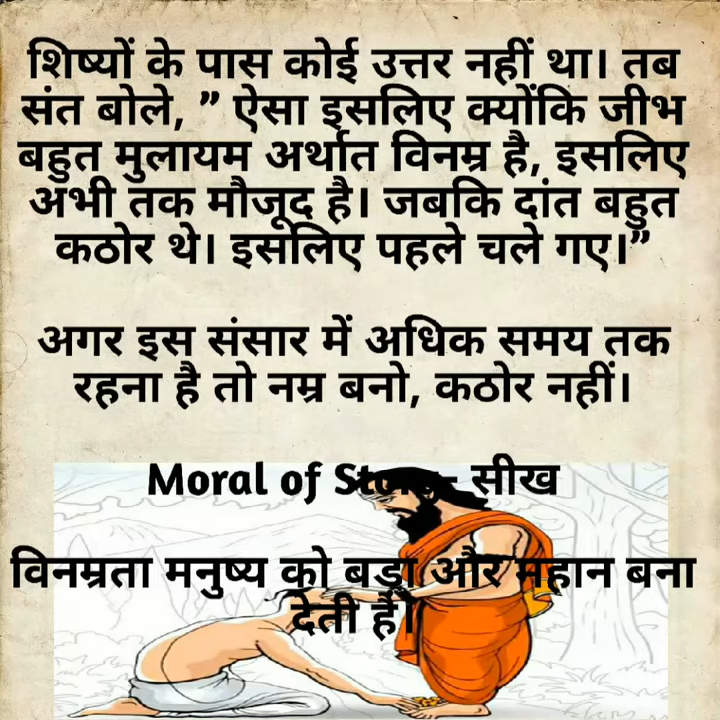 शिष्यों के पास कोई उत्तर नहीं था। तब
संत बोले, ” ऐसा इसलिए क्योंकि जीभ
बहुत मुलायम अर्थात विनम्र है, इसलिए
अभी तक मौजूद है। जबकि दांत बहुत
कठोर थे। इसलिए पहले चले गए।”
अगर इस संसार में अधिक समय तक
रहना है तो नम्र बनो, कठोर नहीं।
Moral of Story- सीख
विनम्रता मनुष्य को बड़ा और महान बना
देती है।